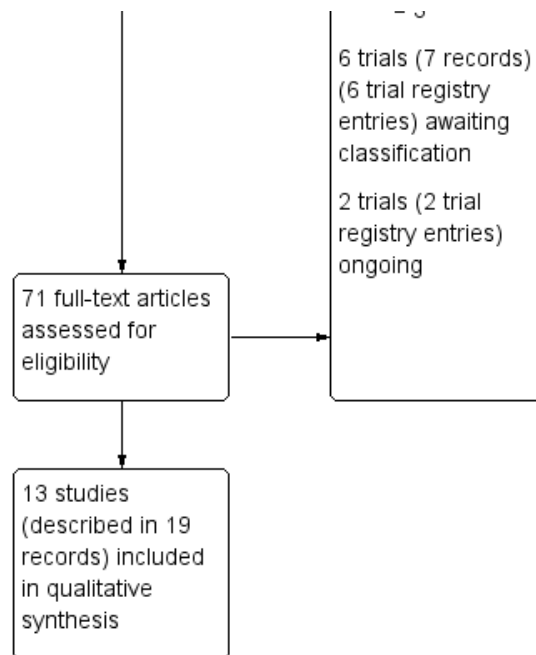 6 trials (7 records)
(6 trial registry
entries) awaiting
classification
2 trials (2 trial
registry entries)
ongoing
71 full-text articles
assessed for
eligibility
13 studies
(described in 19
records) included
in qualitative
synthesis